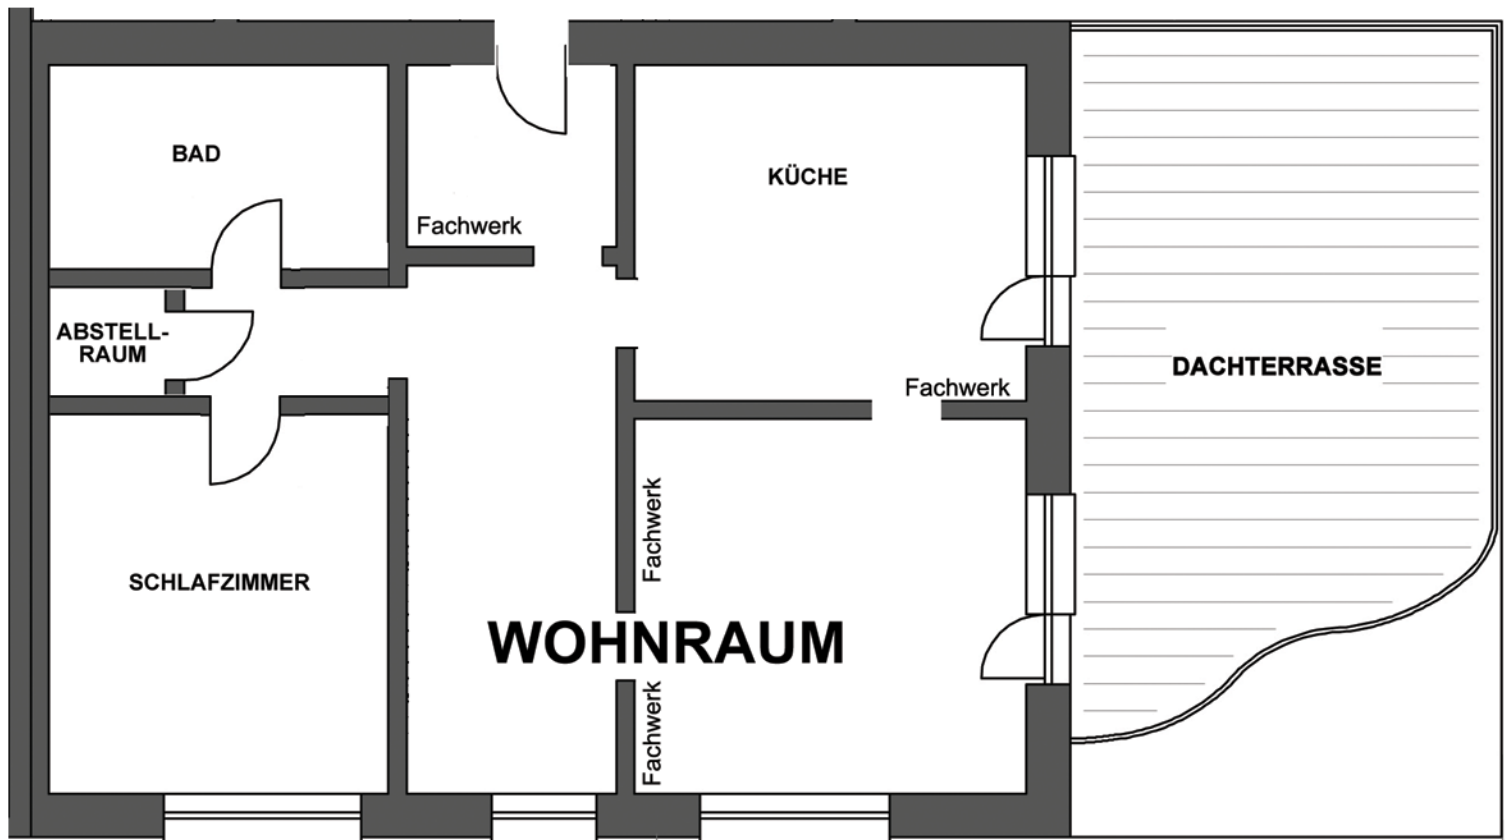 BAD
KÜCHE
Fachwerk
ABSTELL-
RAUM
DACHTERRASSE
Fachwerk
Fachwerk
SCHLAFZIMMER
WOHNRAUM
Fachwerk